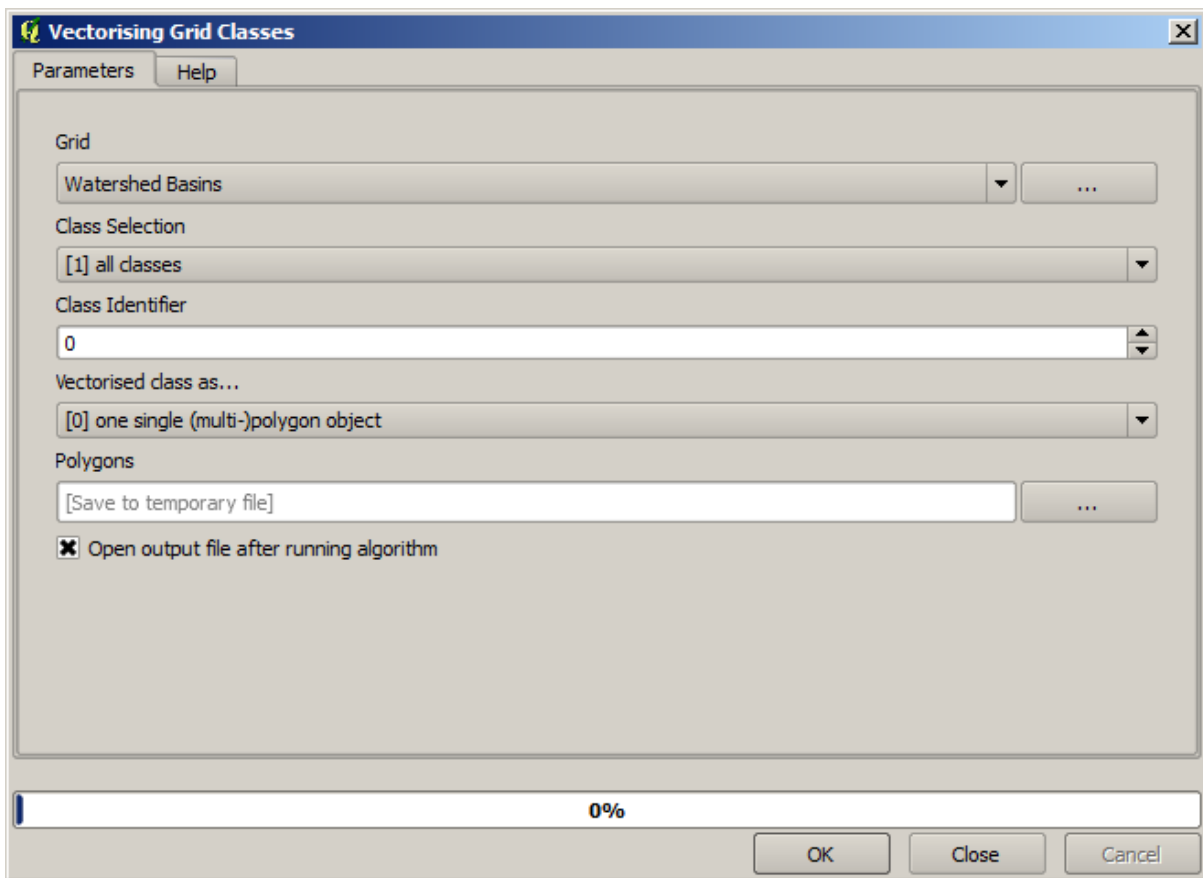 Vectorising Grid Classes
Parameters Help
Grid
Watershed Basins ...
Class Selection
[1] all classes
Class Identifier
0
Vectorised class as...
[0] one single (multi-)polygon object
Polygons
[Save to temporary file] ...
Open output file after running algorithm
0%
OK Close Cancel